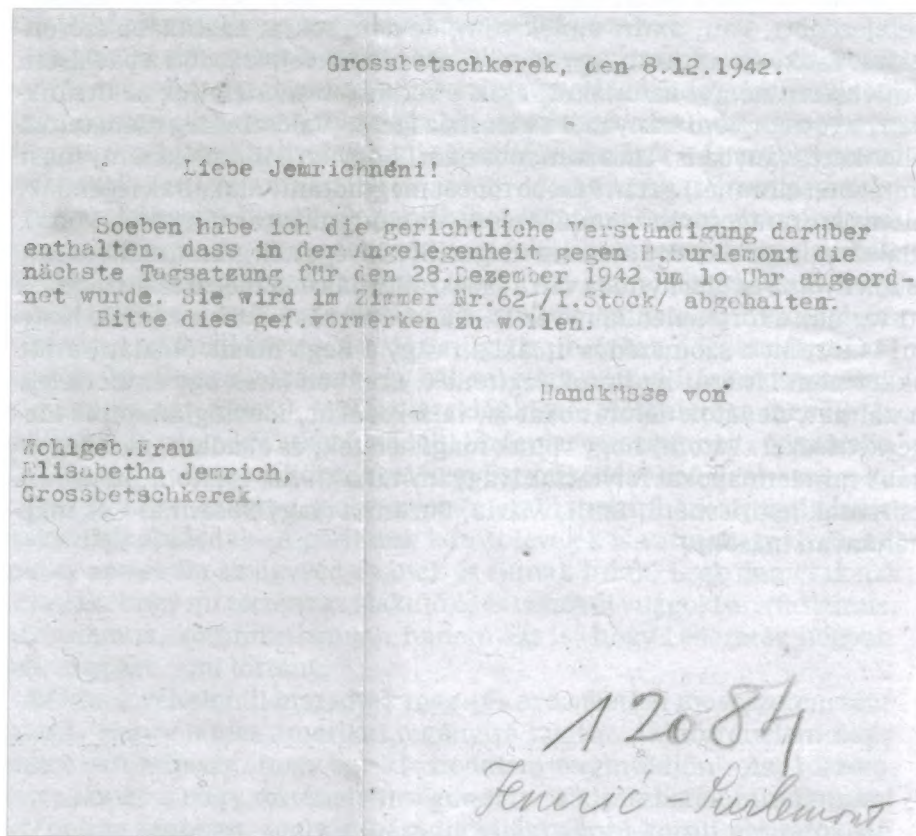 Grossbetschkerek, den 8.12.1942.
Liebe Jemrichnéni!
Soeben habe ich die gerichtliche Verständigung darüber
enthalten, dass in der Angelegenheit gegen P.Surlemont die
nächste Tagsatzung für den 28.Dezember 1942 um lo Uhr angeord-
net wurde. Sie wird im Zimmer Nr.62 /I.Stock/ abgehalten.
Bitte dies gef.vormerken zu wollen.
Handküsse von
Wohlgeb.Frau
Elisabetha Jemrich,
Grossbetschkerek.
12084
Surlemont